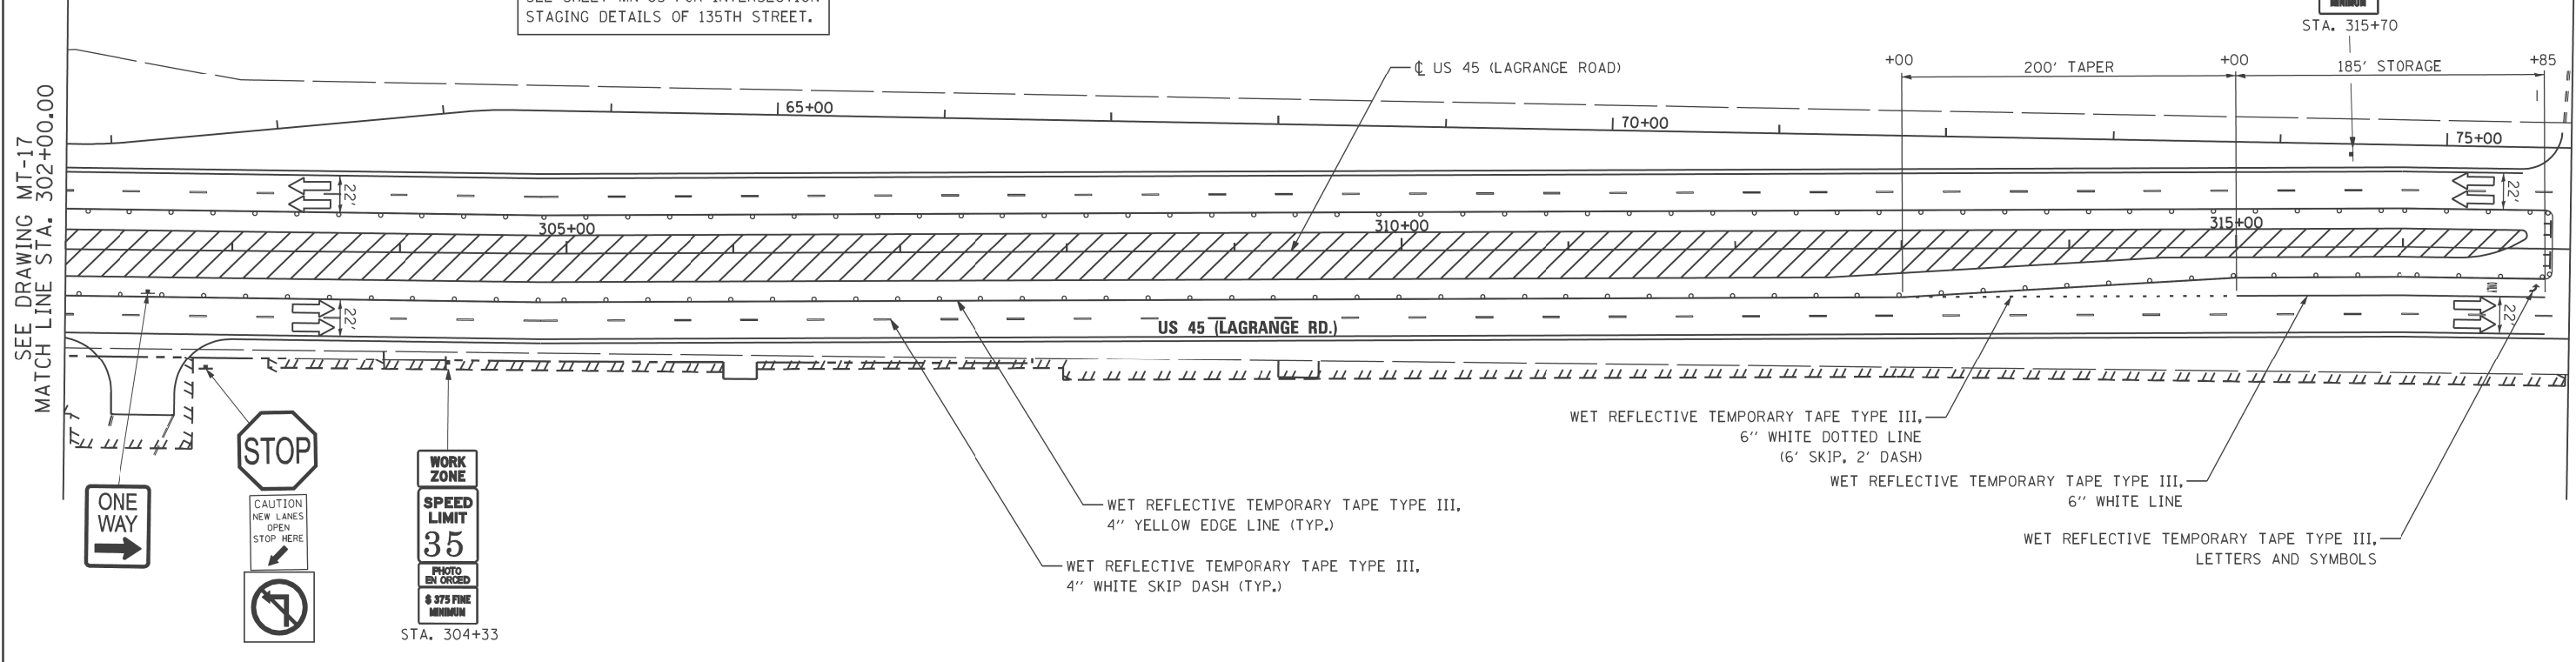 STAGING DETAILS OF 135TH STREET.
MINIMUM
STA. 315+70
℄ US 45 (LAGRANGE ROAD)
+00
200' TAPER
+00
185' STORAGE
+85
65+00
70+00
75+00
SEE DRAWING MT-17
MATCH LINE STA. 302+00.00
22'
22'
305+00
310+00
315+00
ONLY
22'
22'
US 45 (LAGRANGE RD.)
WET REFLECTIVE TEMPORARY TAPE TYPE III,
6" WHITE DOTTED LINE
(6' SKIP, 2' DASH)
WET REFLECTIVE TEMPORARY TAPE TYPE III,
6" WHITE LINE
WET REFLECTIVE TEMPORARY TAPE TYPE III,
LETTERS AND SYMBOLS
WET REFLECTIVE TEMPORARY TAPE TYPE III,
4" YELLOW EDGE LINE (TYP.)
WET REFLECTIVE TEMPORARY TAPE TYPE III,
4" WHITE SKIP DASH (TYP.)
ONE
WAY
STOP
CAUTION
NEW LANES
OPEN
STOP HERE
WORK
ZONE
SPEED
LIMIT
35
PHOTO
EN ORCED
$ 375 FINE
MINIMUM
STA. 304+33